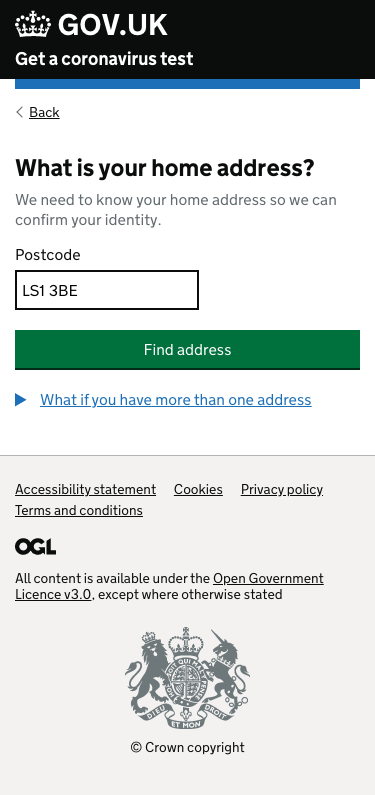 GOV.UK
Get a coronavirus test
Back
What is your home address?
We need to know your home address so we can
confirm your identity.
Postcode
LS1 3BE
Find address
What if you have more than one address
Accessibility statement Cookies Privacy policy
Terms and conditions
OGL
All content is available under the Open Government
Licence v3.0, except where otherwise stated
DIEU ET MON DROIT
© Crown copyright